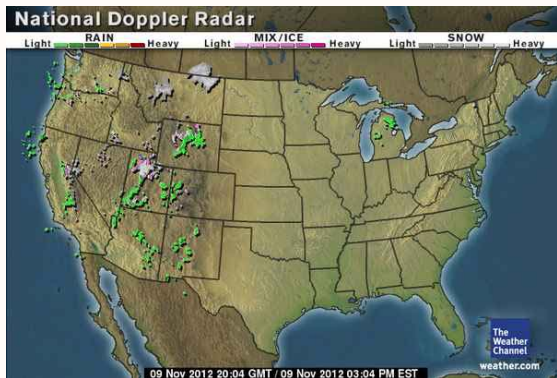 National Doppler Radar
RAIN MIX/ICE SNOW
Light Heavy Light Heavy Light Heavy
The
Weather
Channel
weather.com
09 Nov 2012 20:04 GMT / 09 Nov 2012 03:04 PM EST